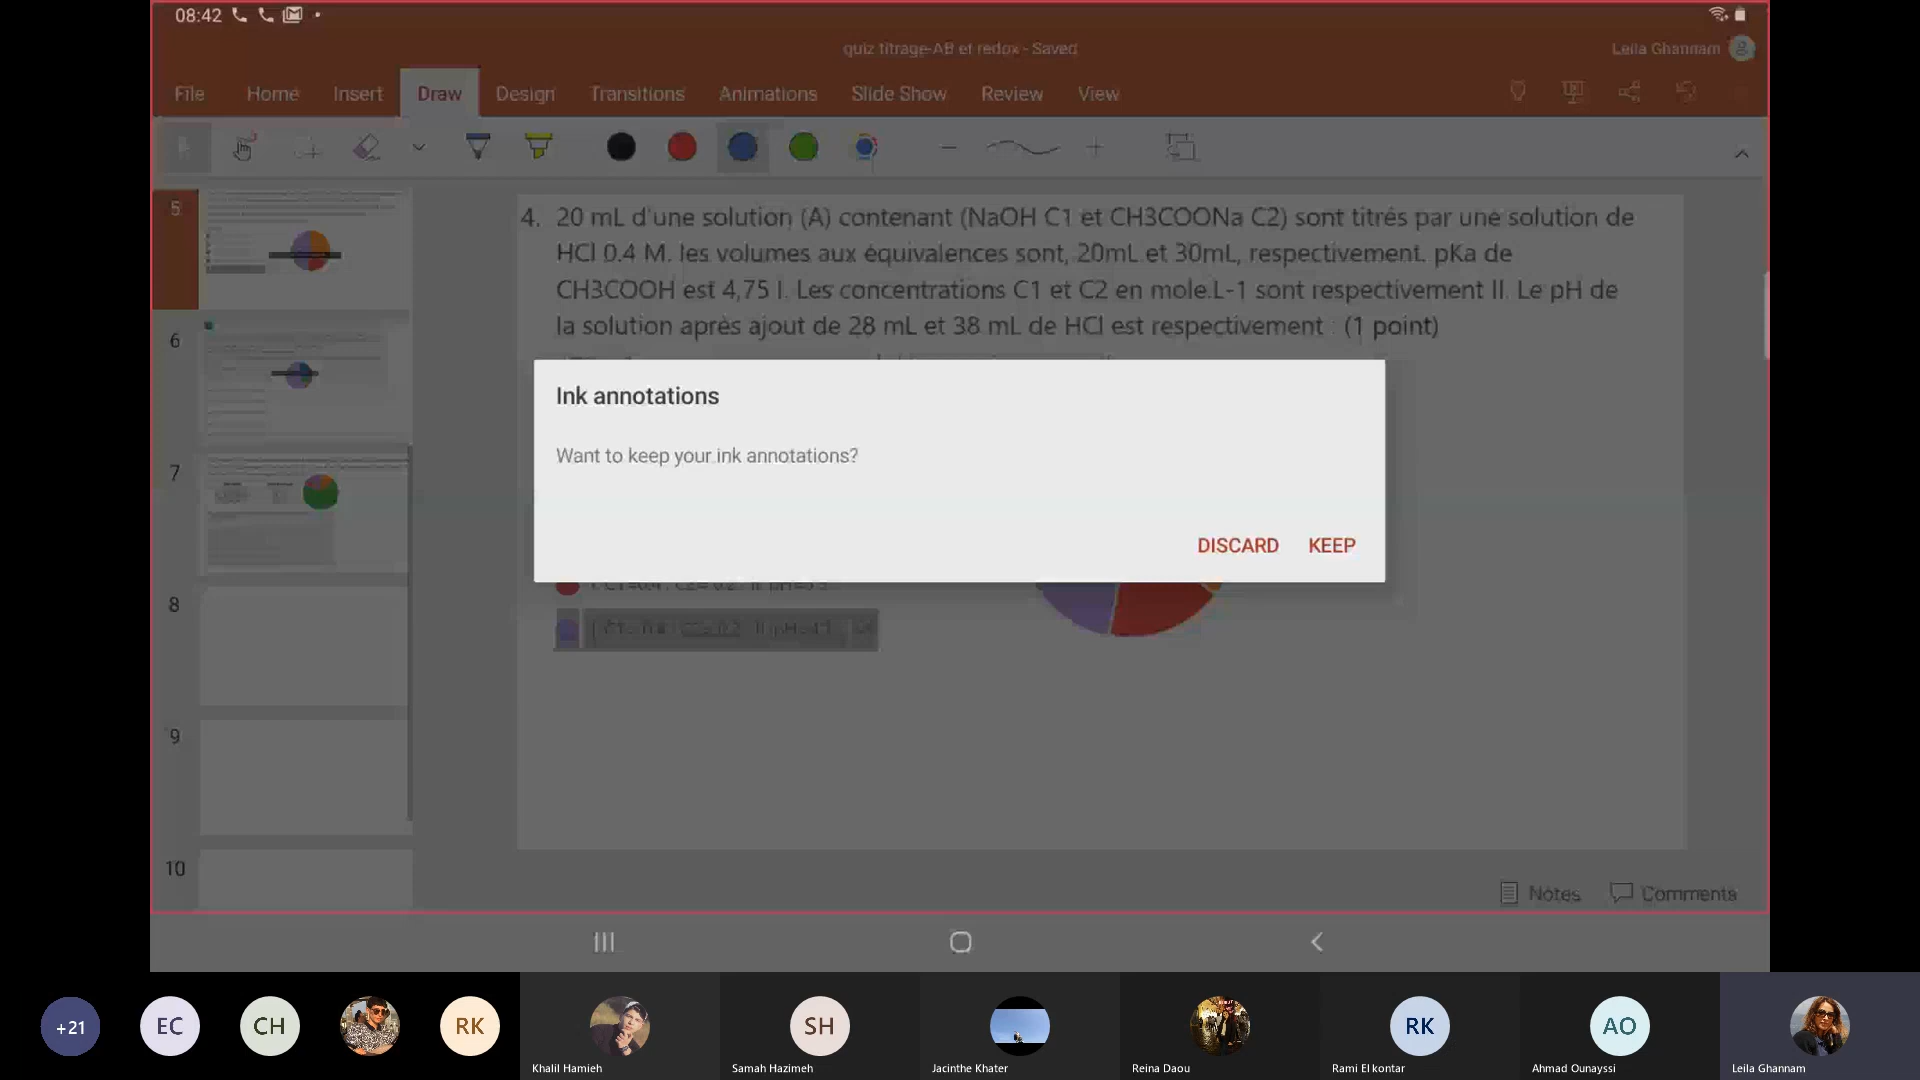 08:42
quiz titrage-AB et redox - Saved
Leila Ghannam
File Home Insert Draw Design Transitions Animations Slide Show Review View
5
6
7
8
9
10
4. 20 mL d'une solution (A) contenant (NaOH C1 et CH3COONa C2) sont titrés par une solution de
HCl 0.4 M. les volumes aux équivalences sont, 20mL et 30mL, respectivement. pKa de
CH3COOH est 4,75 I. Les concentrations C1 et C2 en mole.L-1 sont respectivement II. Le pH de
la solution après ajout de 28 mL et 38 mL de HCl est respectivement : (1 point)
Ink annotations
Want to keep your ink annotations?
DISCARD KEEP
Notes Comments
+21 EC CH RK SH RK AO
Khalil Hamieh Samah Hazimeh Jacinthe Khater Reina Daou Rami El kontar Ahmad Ounayssi Leila Ghannam